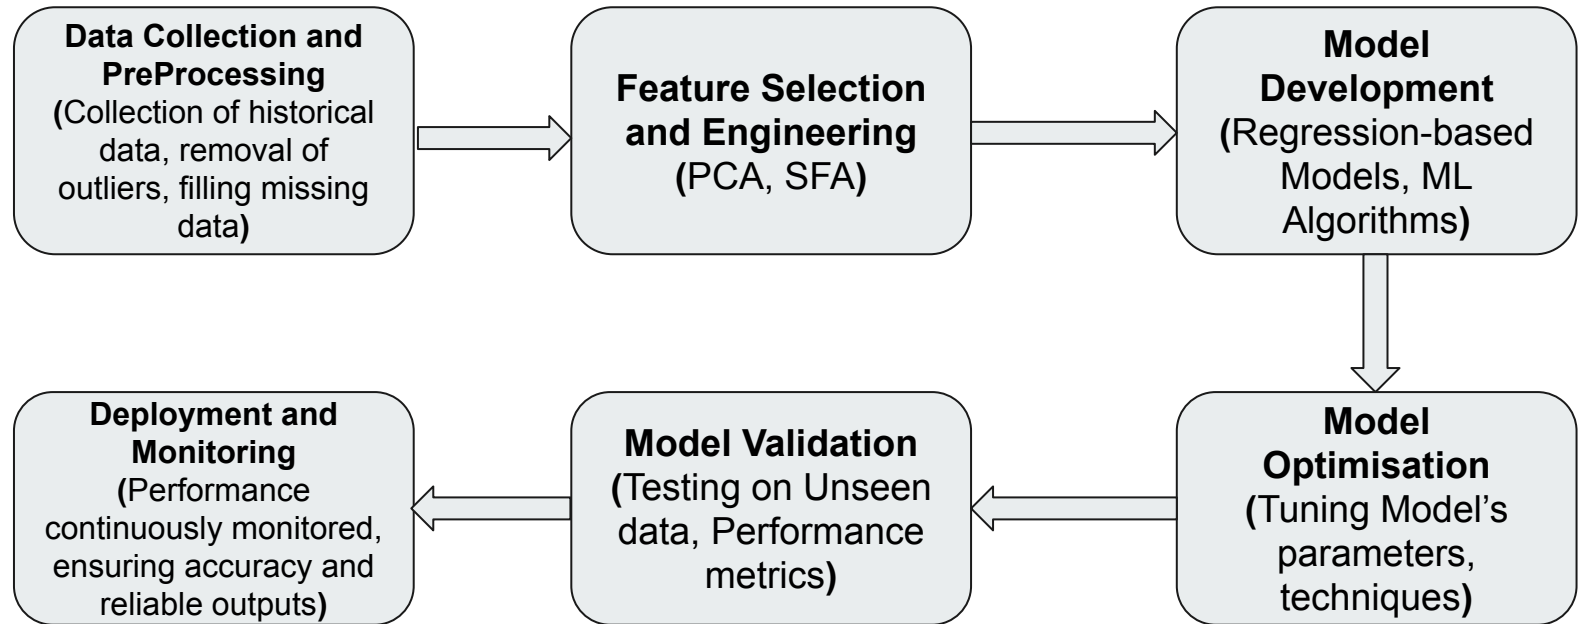 Data Collection and
PreProcessing
(Collection of historical
data, removal of
outliers, filling missing
data)
Feature Selection
and Engineering
(PCA, SFA)
Model
Development
(Regression-based
Models, ML
Algorithms)
Model
Optimisation
(Tuning Model’s
parameters,
techniques)
Model Validation
(Testing on Unseen
data, Performance
metrics)
Deployment and
Monitoring
(Performance
continuously monitored,
ensuring accuracy and
reliable outputs)